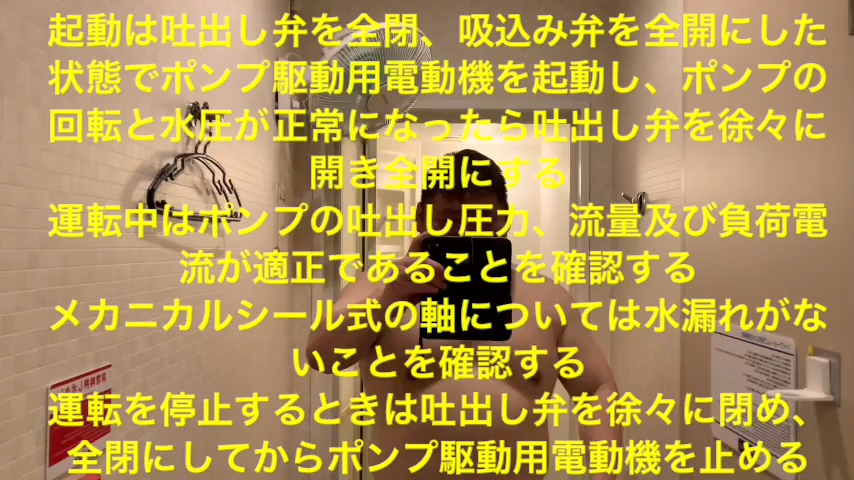 起動は吐出し弁を全閉、吸込み弁を全開にした
状態でポンプ駆動用電動機を起動し、ポンプの
回転と水圧が正常になったら吐出し弁を徐々に
開き全開にする
運転中はポンプの吐出し圧力、流量及び負荷電
流が適正であることを確認する
メカニカルシール式の軸については水漏れがな
いことを確認する
運転を停止するときは吐出し弁を徐々に閉め、
全閉にしてからポンプ駆動用電動機を止める